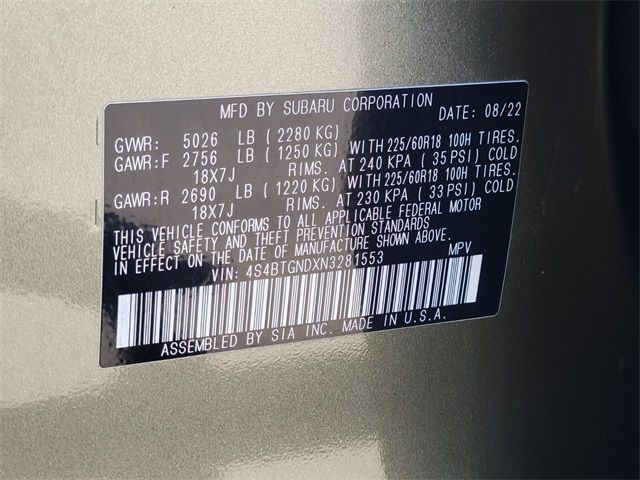 MFD BY SUBARU CORPORATION DATE: 08/22
GVWR: 5026 LB (2280 KG)
GAWR:F 2756 LB (1250 KG) WITH 225/60R18 100H TIRES.
18X7J RIMS. AT 240 KPA (35 PSI) COLD
GAWR:R 2690 LB (1220 KG) WITH 225/60R18 100H TIRES.
18X7J RIMS. AT 230 KPA (33 PSI) COLD
THIS VEHICLE CONFORMS TO ALL APPLICABLE FEDERAL MOTOR
VEHICLE SAFETY AND THEFT PREVENTION STANDARDS
IN EFFECT ON THE DATE OF MANUFACTURE SHOWN ABOVE.
VIN: 4S4BTGNDXN3281553 MPV
ASSEMBLED BY SIA INC. MADE IN U.S.A.